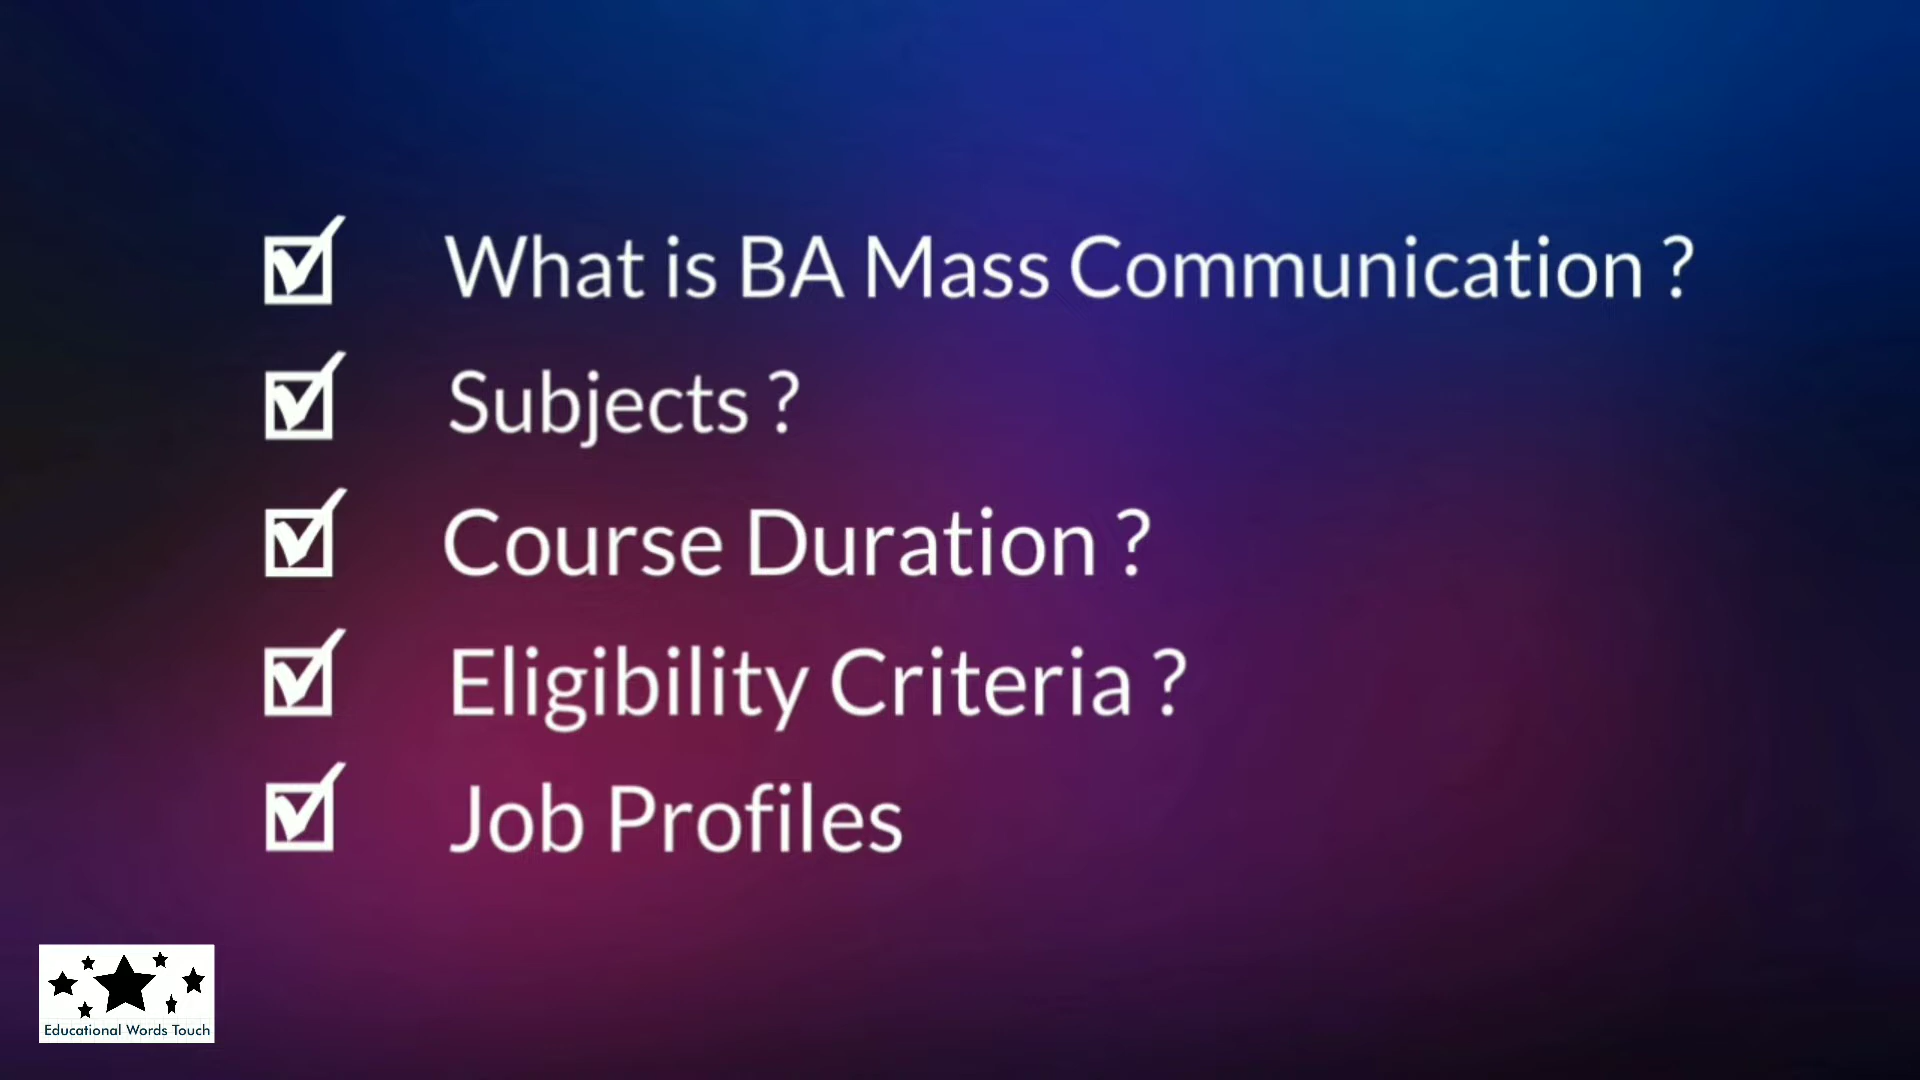 What is BA Mass Communication ?
Subjects ?
Course Duration ?
Eligibility Criteria ?
Job Profiles
Educational Words Touch